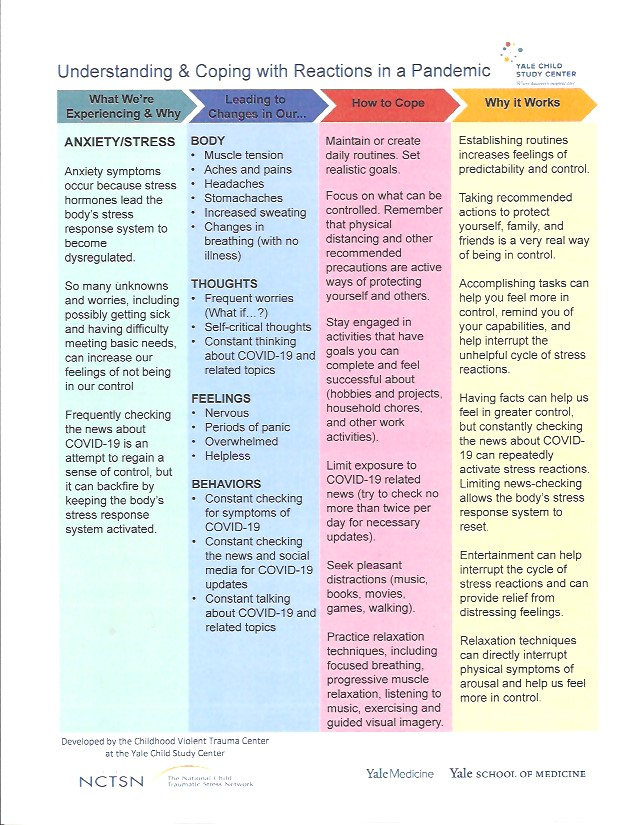 YALE CHILD
STUDY CENTER
Understanding & Coping with Reactions in a Pandemic
What We're
Experiencing & Why
Leading to
Changes in Our...
How to Cope
Why it Works
ANXIETY/STRESS
Anxiety symptoms
occur because stress
hormones lead the
body's stress
response system to
become
dysregulated.
So many unknowns
and worries, including
possibly getting sick
and having difficulty
meeting basic needs,
can increase our
feelings of not being
in our control
Frequently checking
the news about
COVID-19 is an
attempt to regain a
sense of control, but
it can backfire by
keeping the body's
stress response
system activated.
BODY
• Muscle tension
• Aches and pains
• Headaches
• Stomachaches
• Increased sweating
• Changes in
breathing (with no
illness)
THOUGHTS
• Frequent worries
(What if...?)
• Self-critical thoughts
• Constant thinking
about COVID-19 and
related topics
FEELINGS
• Nervous
• Periods of panic
• Overwhelmed
• Helpless
BEHAVIORS
• Constant checking
for symptoms of
COVID-19
• Constant checking
the news and social
media for COVID-19
updates
• Constant talking
about COVID-19 and
related topics
Maintain or create
daily routines. Set
realistic goals.
Focus on what can be
controlled. Remember
that physical
distancing and other
recommended
precautions are active
ways of protecting
yourself and others.
Stay engaged in
activities that have
goals you can
complete and feel
successful about
(hobbies and projects,
household chores,
and other work
activities).
Limit exposure to
COVID-19 related
news (try to check no
more than twice per
day for necessary
updates).
Seek pleasant
distractions (music,
books, movies,
games, walking).
Practice relaxation
techniques, including
focused breathing,
progressive muscle
relaxation, listening to
music, exercising and
guided visual imagery.
Establishing routines
increases feelings of
predictability and control.
Taking recommended
actions to protect
yourself, family, and
friends is a very real way
of being in control.
Accomplishing tasks can
help you feel more in
control, remind you of
your capabilities, and
help interrupt the
unhelpful cycle of stress
reactions.
Having facts can help us
feel in greater control,
but constantly checking
the news about COVID-
19 can repeatedly
activate stress reactions.
Limiting news-checking
allows the body's stress
response system to
reset.
Entertainment can help
interrupt the cycle of
stress reactions and can
provide relief from
distressing feelings.
Relaxation techniques
can directly interrupt
physical symptoms of
arousal and help us feel
more in control.
Developed by the Childhood Violent Trauma Center
at the Yale Child Study Center
NCTSN
The National Child
Traumatic Stress Network
Yale Medicine
Yale SCHOOL OF MEDICINE